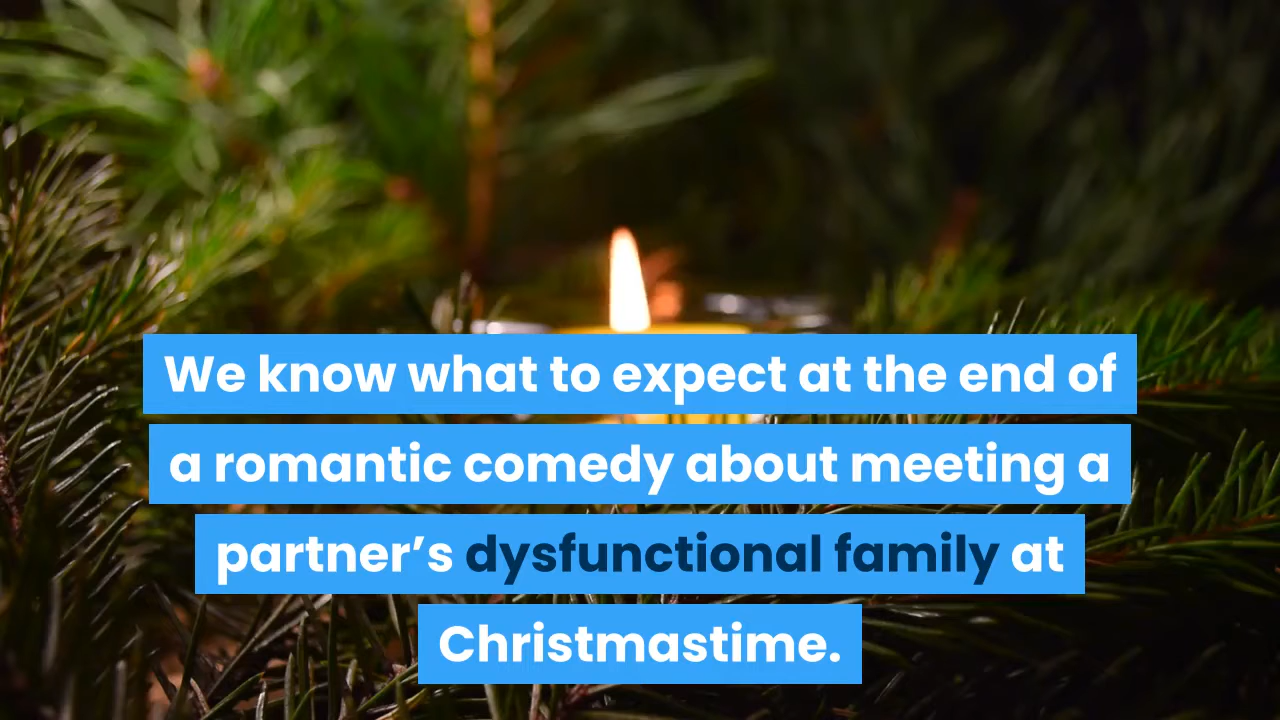 We know what to expect at the end of
a romantic comedy about meeting a
partner’s dysfunctional family at
Christmastime.